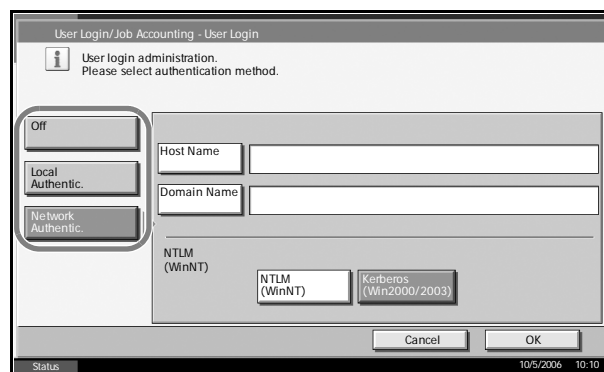 User Login/Job Accounting - User Login
User login administration.
Please select authentication method.
Off
Local
Authentic.
Network
Authentic.
Host Name
Domain Name
NTLM
(WinNT)
NTLM
(WinNT)
Kerberos
(Win2000/2003)
Cancel
OK
Status
10/5/2006 10:10